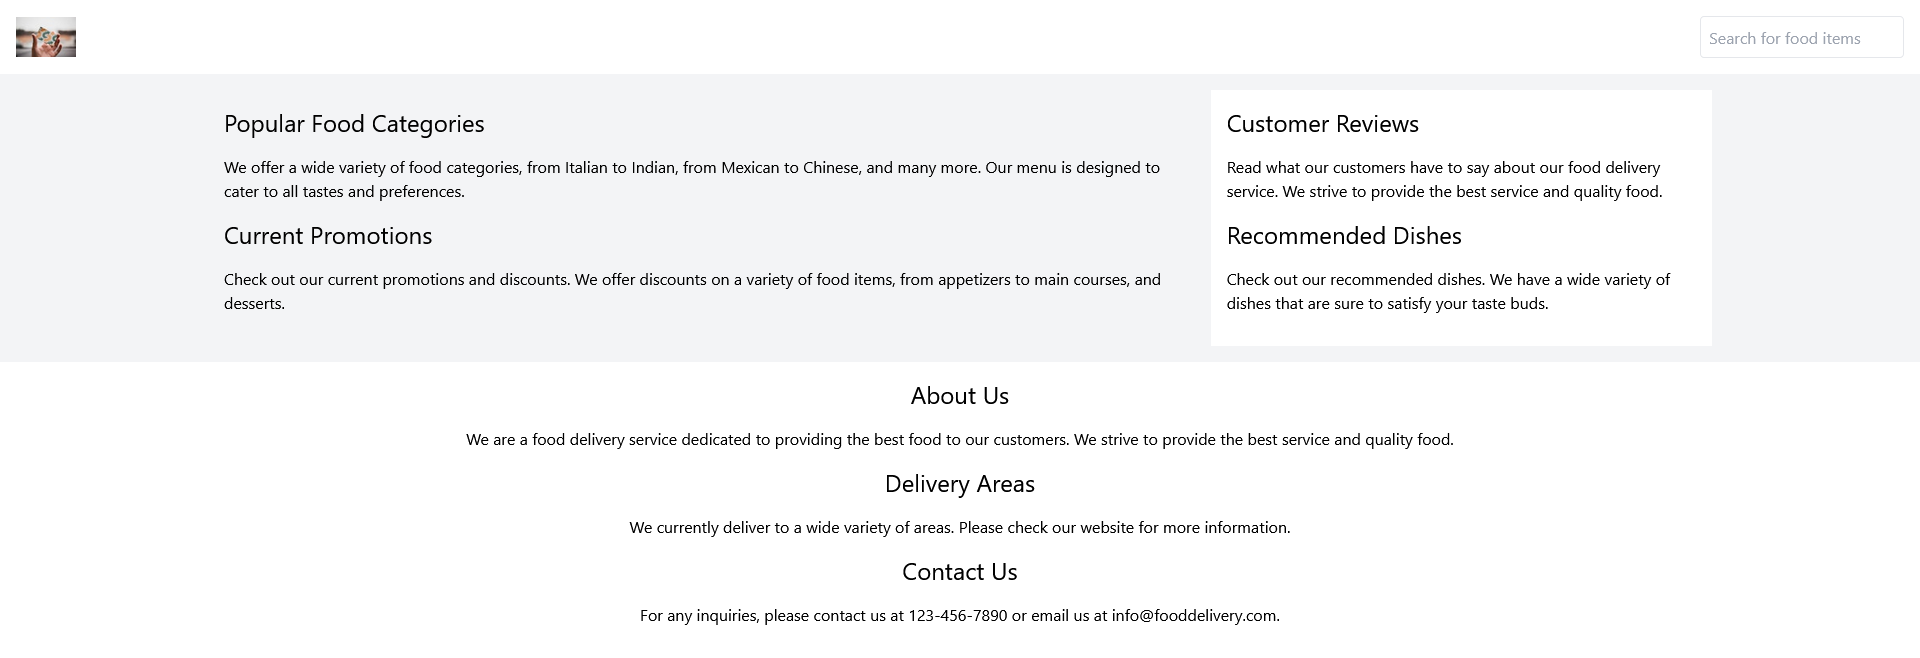 Search for food items
Popular Food Categories
We offer a wide variety of food categories, from Italian to Indian, from Mexican to Chinese, and many more. Our menu is designed to
cater to all tastes and preferences.
Current Promotions
Check out our current promotions and discounts. We offer discounts on a variety of food items, from appetizers to main courses, and
desserts.
Customer Reviews
Read what our customers have to say about our food delivery
service. We strive to provide the best service and quality food.
Recommended Dishes
Check out our recommended dishes. We have a wide variety of
dishes that are sure to satisfy your taste buds.
About Us
We are a food delivery service dedicated to providing the best food to our customers. We strive to provide the best service and quality food.
Delivery Areas
We currently deliver to a wide variety of areas. Please check our website for more information.
Contact Us
For any inquiries, please contact us at 123-456-7890 or email us at info@fooddelivery.com.